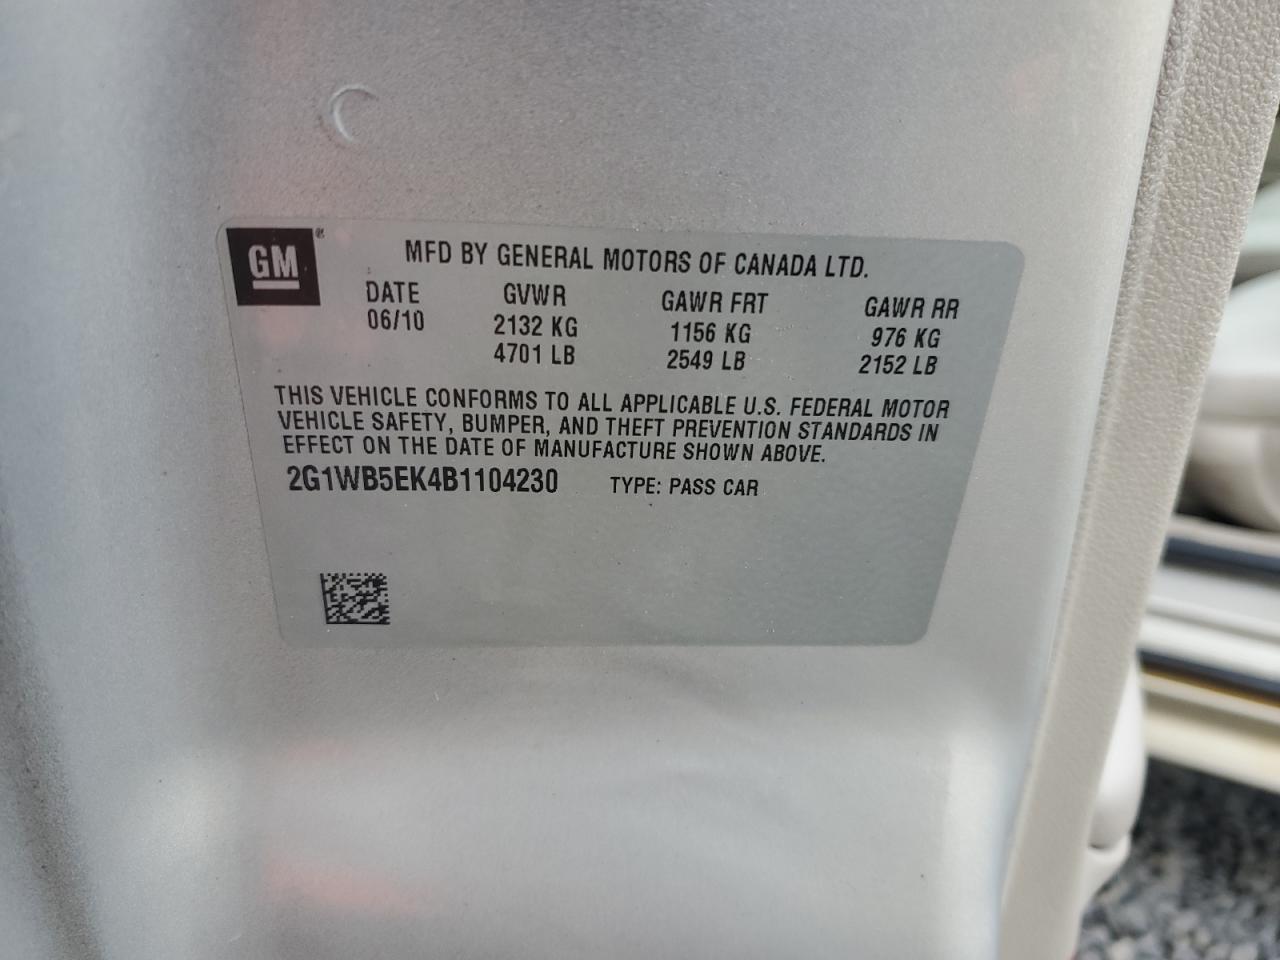 GM®
MFD BY GENERAL MOTORS OF CANADA LTD.
DATE GVWR GAWR FRT GAWR RR
06/10 2132 KG 1156 KG 976 KG
4701 LB 2549 LB 2152 LB
THIS VEHICLE CONFORMS TO ALL APPLICABLE U.S. FEDERAL MOTOR
VEHICLE SAFETY, BUMPER, AND THEFT PREVENTION STANDARDS IN
EFFECT ON THE DATE OF MANUFACTURE SHOWN ABOVE.
2G1WB5EK4B1104230 TYPE: PASS CAR